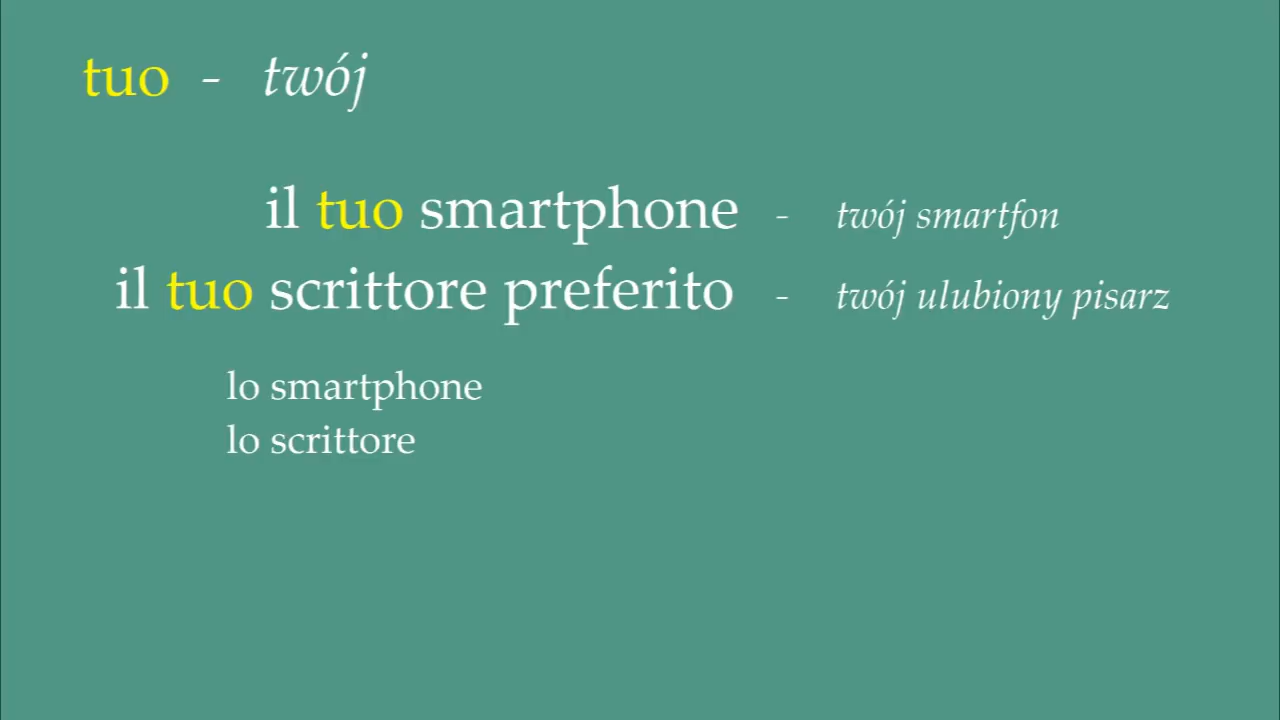 tuo - twój
il tuo smartphone - twój smartfon
il tuo scrittore preferito - twój ulubiony pisarz
lo smartphone
lo scrittore